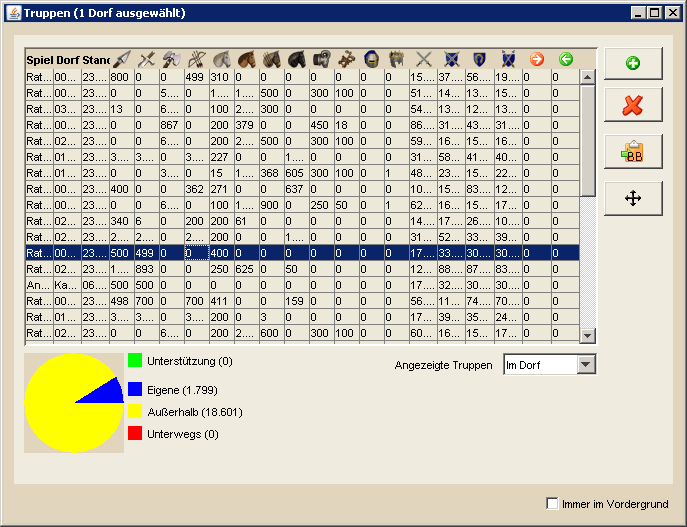 Truppen (1 Dorf ausgewählt)
Spiel Dorf Stand
Rat... 00... 23.... 800 0 0 499 310 0 0 0 0 0 0 0 15.... 37... 56... 19... 0 0
Rat... 00... 23.... 0 0 5.... 0 1.... 1.... 500 0 300 100 0 0 51... 14... 13... 15... 0 0
Rat... 03... 23.... 13 0 6.... 0 100 2.... 300 0 0 0 0 0 54... 13... 12... 13... 0 0
Rat... 00... 23.... 0 0 867 0 200 379 0 0 450 18 0 0 86... 31... 43... 31... 0 0
Rat... 02... 23.... 0 0 6.... 0 200 2.... 500 0 300 100 0 0 59... 16... 15... 16... 0 0
Rat... 01... 23.... 3.... 3.... 0 3.... 227 0 0 1.... 0 0 0 0 31... 58... 41... 40... 0 0
Rat... 01... 23.... 0 0 3.... 0 15 1.... 368 605 300 100 0 1 48... 23... 15... 22... 0 0
Rat... 00... 23.... 400 0 0 362 271 0 0 637 0 0 0 0 10... 15... 83... 12... 0 0
Rat... 00... 23.... 0 0 6.... 0 100 1.... 900 0 250 50 0 1 62... 16... 15... 17... 0 0
Rat... 02... 23.... 340 6 0 200 200 61 0 0 0 0 0 0 14... 17... 26... 10... 0 0
Rat... 02... 23.... 2.... 2.... 0 2.... 200 0 0 1.... 0 0 0 0 31... 52... 33... 39... 0 0
Rat... 00... 23.... 500 499 0 0 400 0 0 0 0 0 0 0 17... 33... 30... 30... 0 0
Rat... 02... 23.... 1.... 893 0 0 250 625 0 50 0 0 0 0 12... 88... 87... 83... 0 0
An... Ka... 06.... 500 500 0 0 0 0 0 0 0 0 0 0 17... 32... 30... 30... 0 0
Rat... 00... 23.... 498 700 0 700 411 0 0 159 0 0 0 0 56... 11... 74... 70... 0 0
Rat... 01... 23.... 3.... 3.... 0 3.... 200 0 3 0 0 0 0 0 17... 39... 35... 24... 0 0
Rat... 02... 23.... 0 0 6.... 0 200 2.... 600 0 300 100 0 0 60... 16... 15... 17... 0 0
BB
Unterstützung (0)
Eigene (1.799)
Außerhalb (18.601)
Unterwegs (0)
Angezeigte Truppen Im Dorf
Immer im Vordergrund